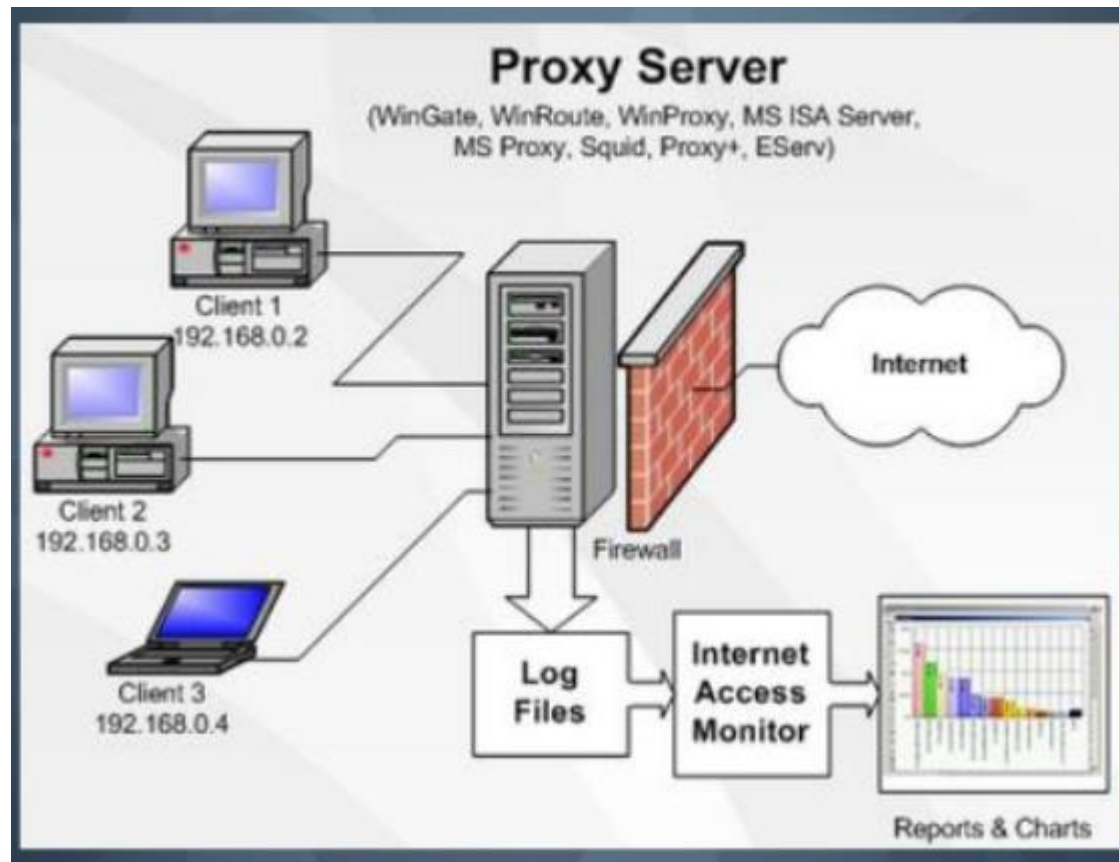 Proxy Server
(WinGate, WinRoute, WinProxy, MS ISA Server,
MS Proxy, Squid, Proxy+, EServ)
Client 1
192.168.0.2
Client 2
192.168.0.3
Client 3
192.168.0.4
Firewall
Internet
Log
Files
Internet
Access
Monitor
Reports & Charts